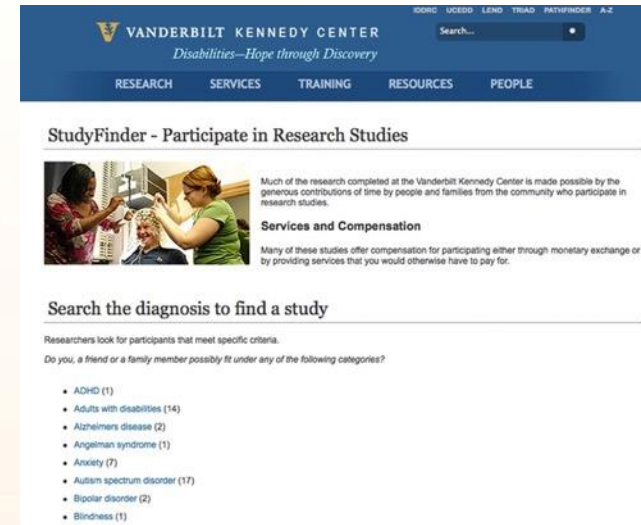 IDDRC UCEDD LEND TRIAD PATHFINDER A-Z
VANDERBILT KENNEDY CENTER
Search...
Disabilities—Hope through Discovery
RESEARCH SERVICES TRAINING RESOURCES PEOPLE
StudyFinder - Participate in Research Studies
Much of the research completed at the Vanderbilt Kennedy Center is made possible by the
generous contributions of time by people and families from the community who participate in
research studies.
Services and Compensation
Many of these studies offer compensation for participating either through monetary exchange or
by providing services that you would otherwise have to pay for.
Search the diagnosis to find a study
Researchers look for participants that meet specific criteria.
Do you, a friend or a family member possibly fit under any of the following categories?
• ADHD (1)
• Adults with disabilities (14)
• Alzheimers disease (2)
• Angelman syndrome (1)
• Anxiety (7)
• Autism spectrum disorder (17)
• Bipolar disorder (2)
• Blindness (1)